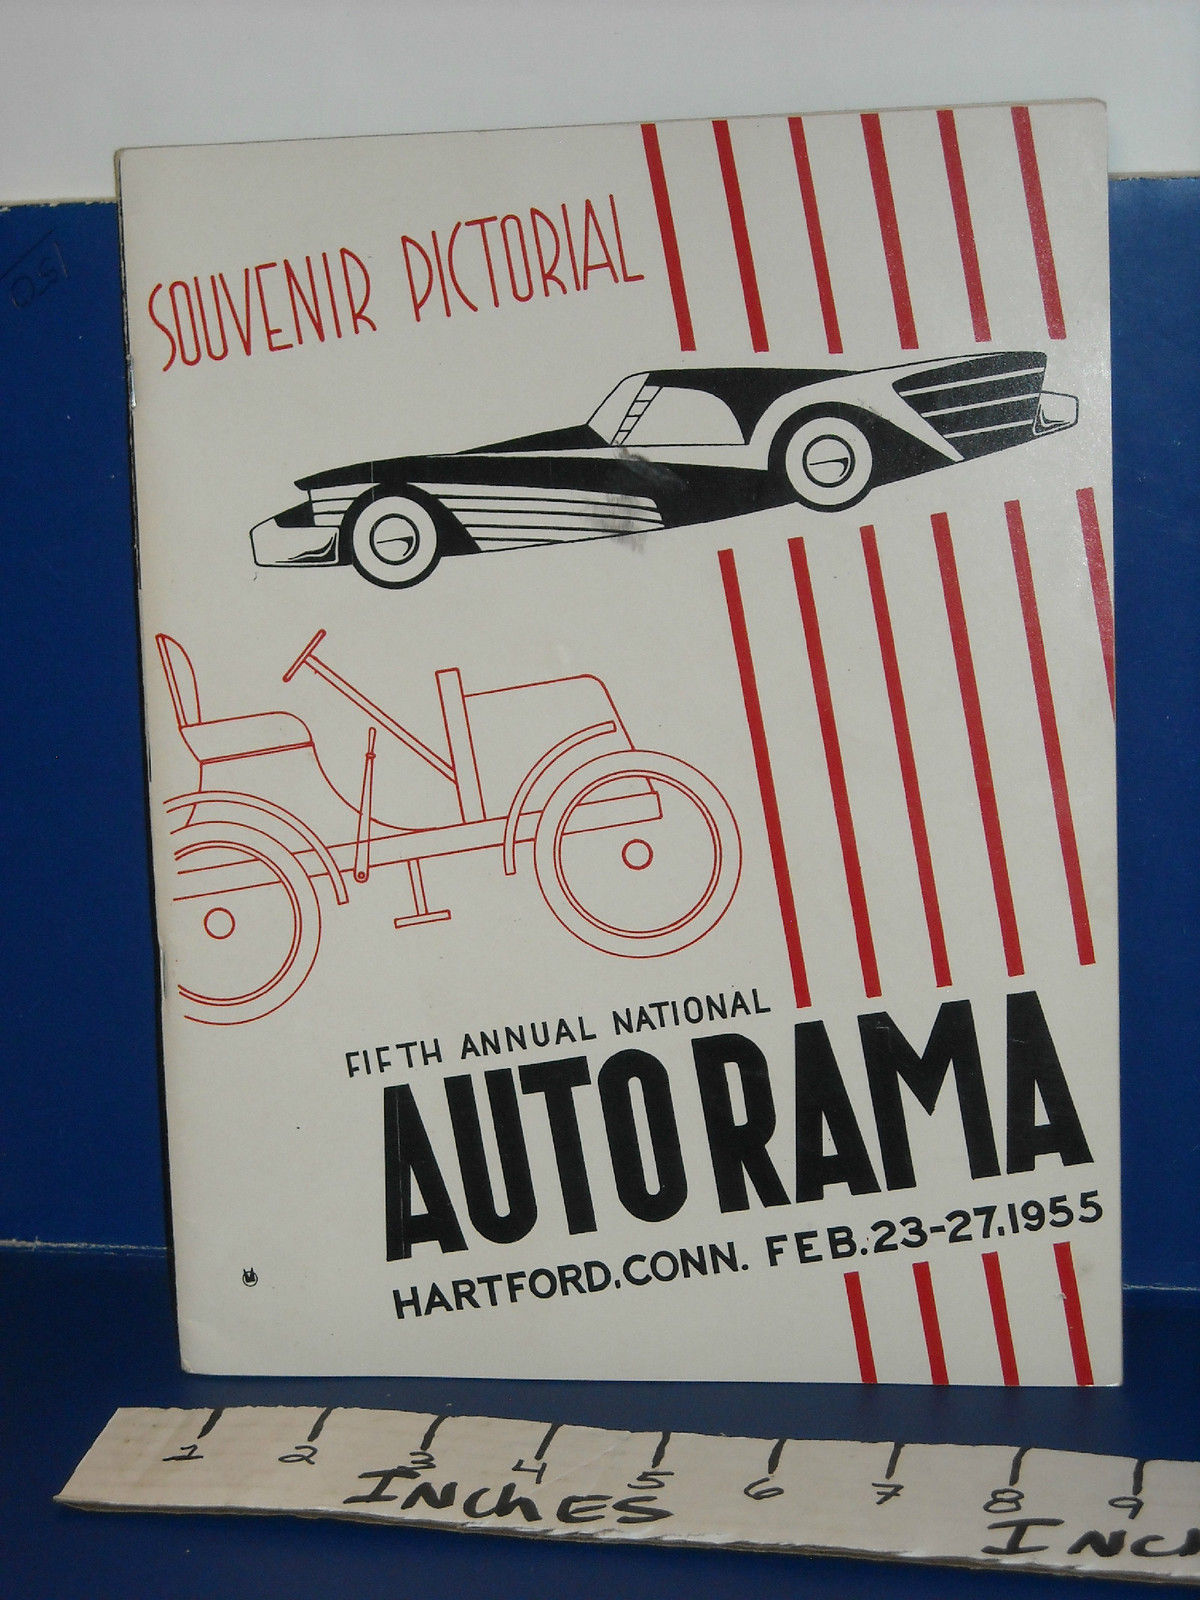 SOUVENIR PICTORIAL
FIFTH ANNUAL NATIONAL
AUTORAMA
HARTFORD, CONN. FEB. 23-27, 1955
1 2 3 4 5 6 7 8 9
INCHES INC